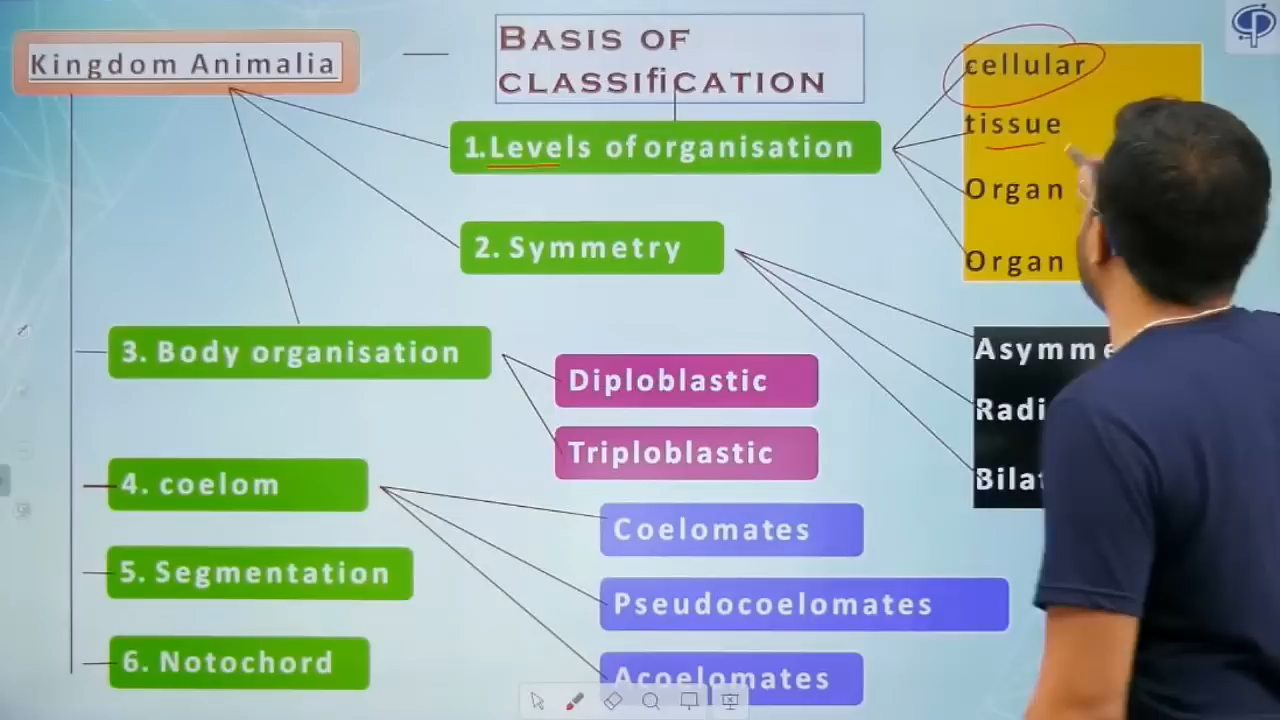 Kingdom Animalia
BASIS OF
CLASSIfiCATION
cellular
tissue
Organ
Organ
1.Levels of organisation
2. Symmetry
3. Body organisation
Diploblastic
Triploblastic
4. coelom
Coelomates
Pseudocoelomates
Acoelomates
5. Segmentation
6. Notochord